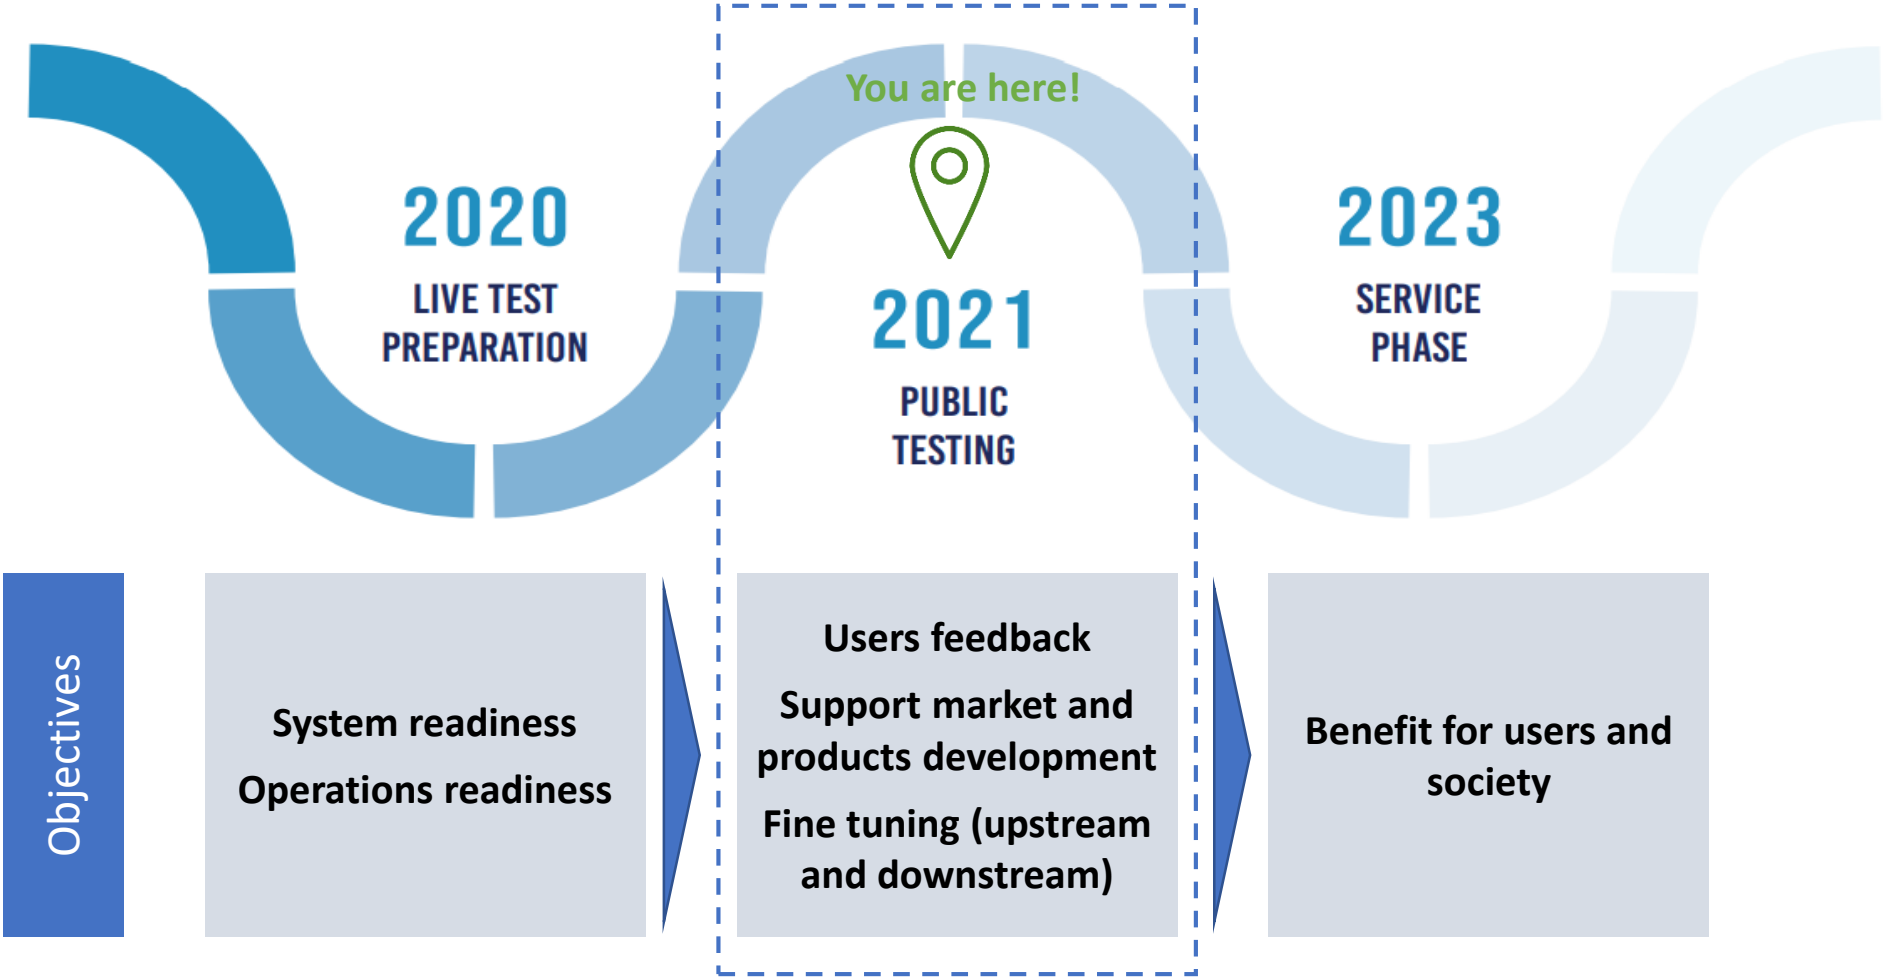 You are here!
2020
LIVE TEST
PREPARATION
2021
PUBLIC
TESTING
2023
SERVICE
PHASE
Objectives
System readiness
Operations readiness
Users feedback
Support market and
products development
Fine tuning (upstream
and downstream)
Benefit for users and
society